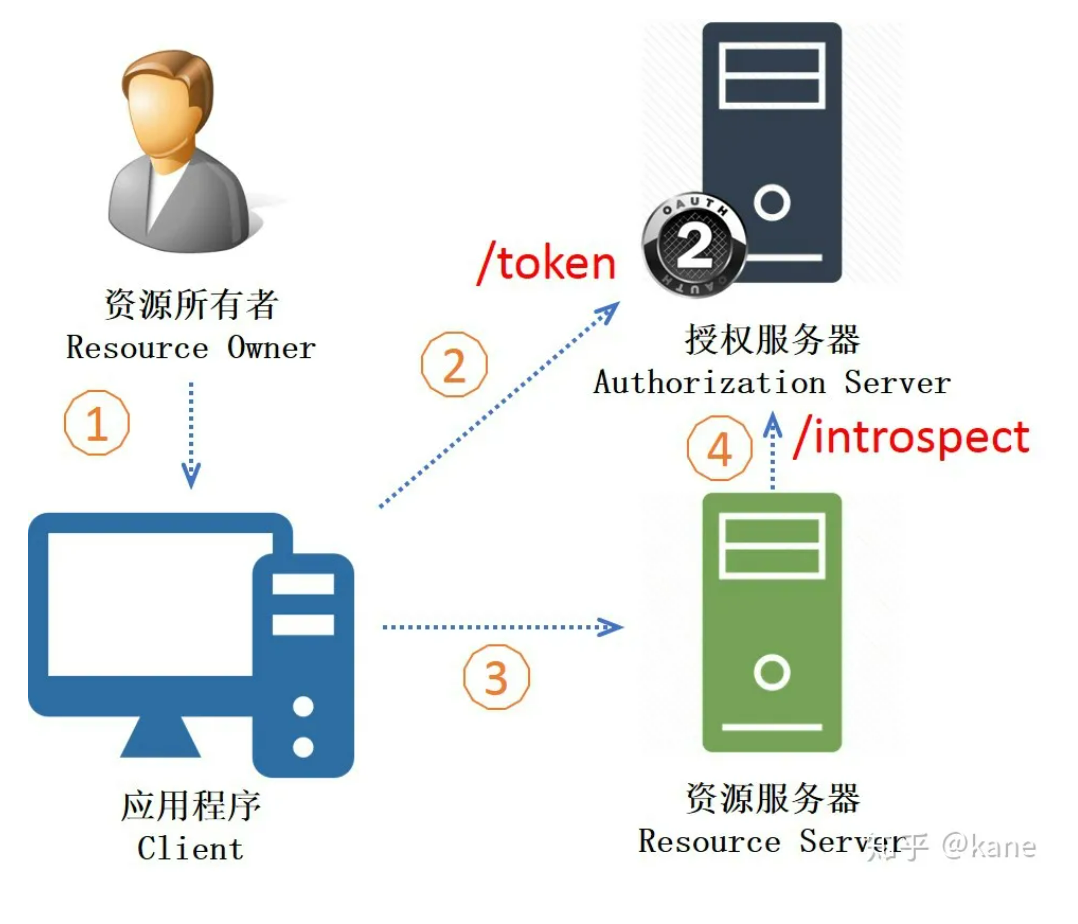 OAUTH
2
OAUTH
/token
资源所有者
Resource Owner
授权服务器
Authorization Server
1
2
4
/introspect
3
应用程序
Client
资源服务器
Resource Server
知乎 @kane